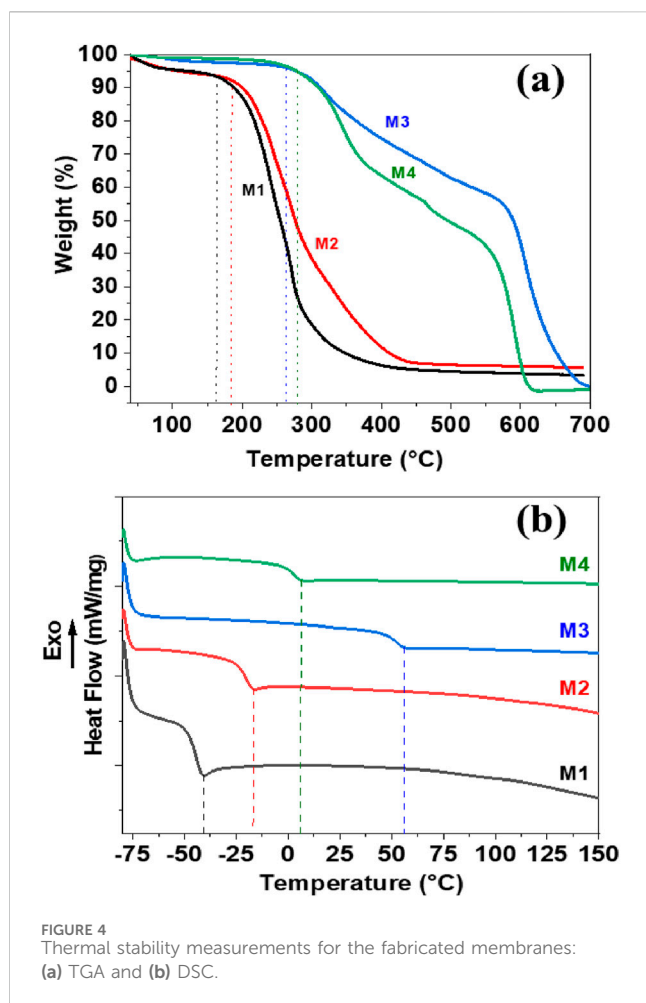 (a)
100
90
80
70
60
50
40
30
20
10
0
Weight (%)
M1
M2
M3
M4
100 200 300 400 500 600 700
Temperature (°C)
(b)
Exo
Heat Flow (mW/mg)
M4
M3
M2
M1
-75 -50 -25 0 25 50 75 100 125 150
Temperature (°C)
FIGURE 4
Thermal stability measurements for the fabricated membranes:
(a) TGA and (b) DSC.